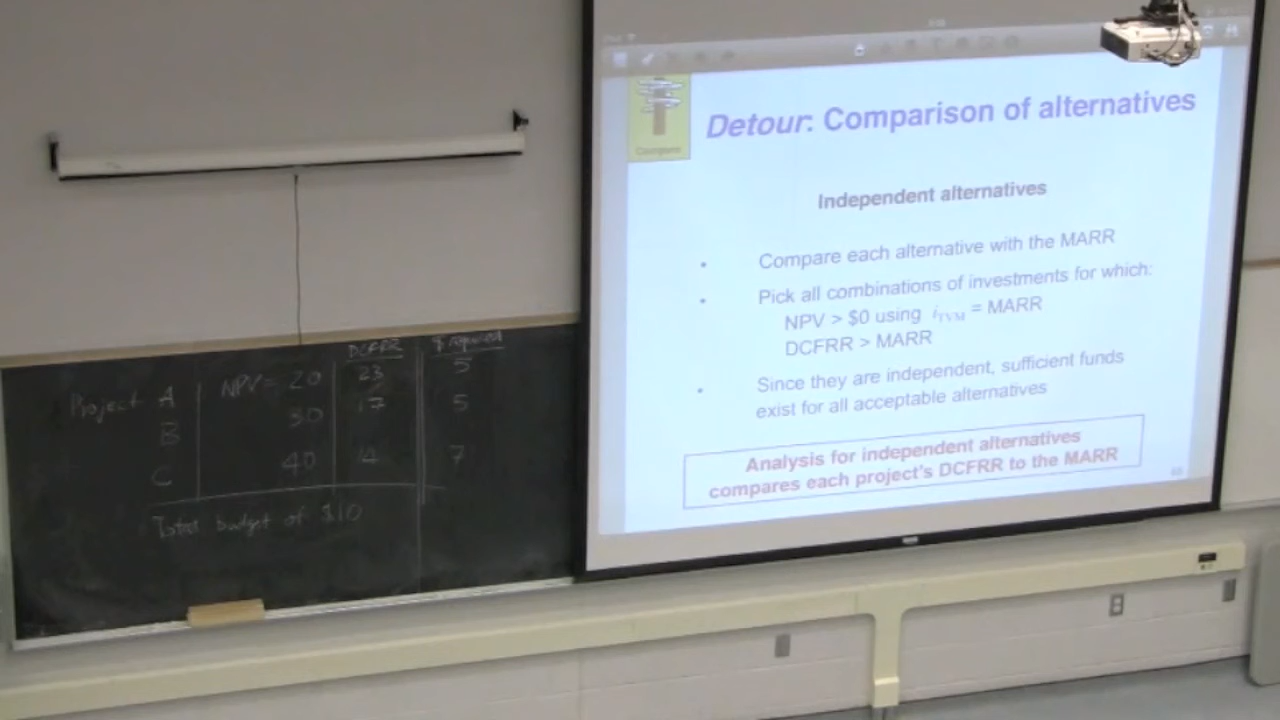 DCFRR $ required
Project A NPV = 20 23 5
B 30 17 5
C 40 14 7
Total budget of $10
Compare
Detour: Comparison of alternatives
Independent alternatives
• Compare each alternative with the MARR
• Pick all combinations of investments for which:
NPV > $0 using iTVM = MARR
DCFRR > MARR
• Since they are independent, sufficient funds
exist for all acceptable alternatives
Analysis for independent alternatives
compares each project's DCFRR to the MARR